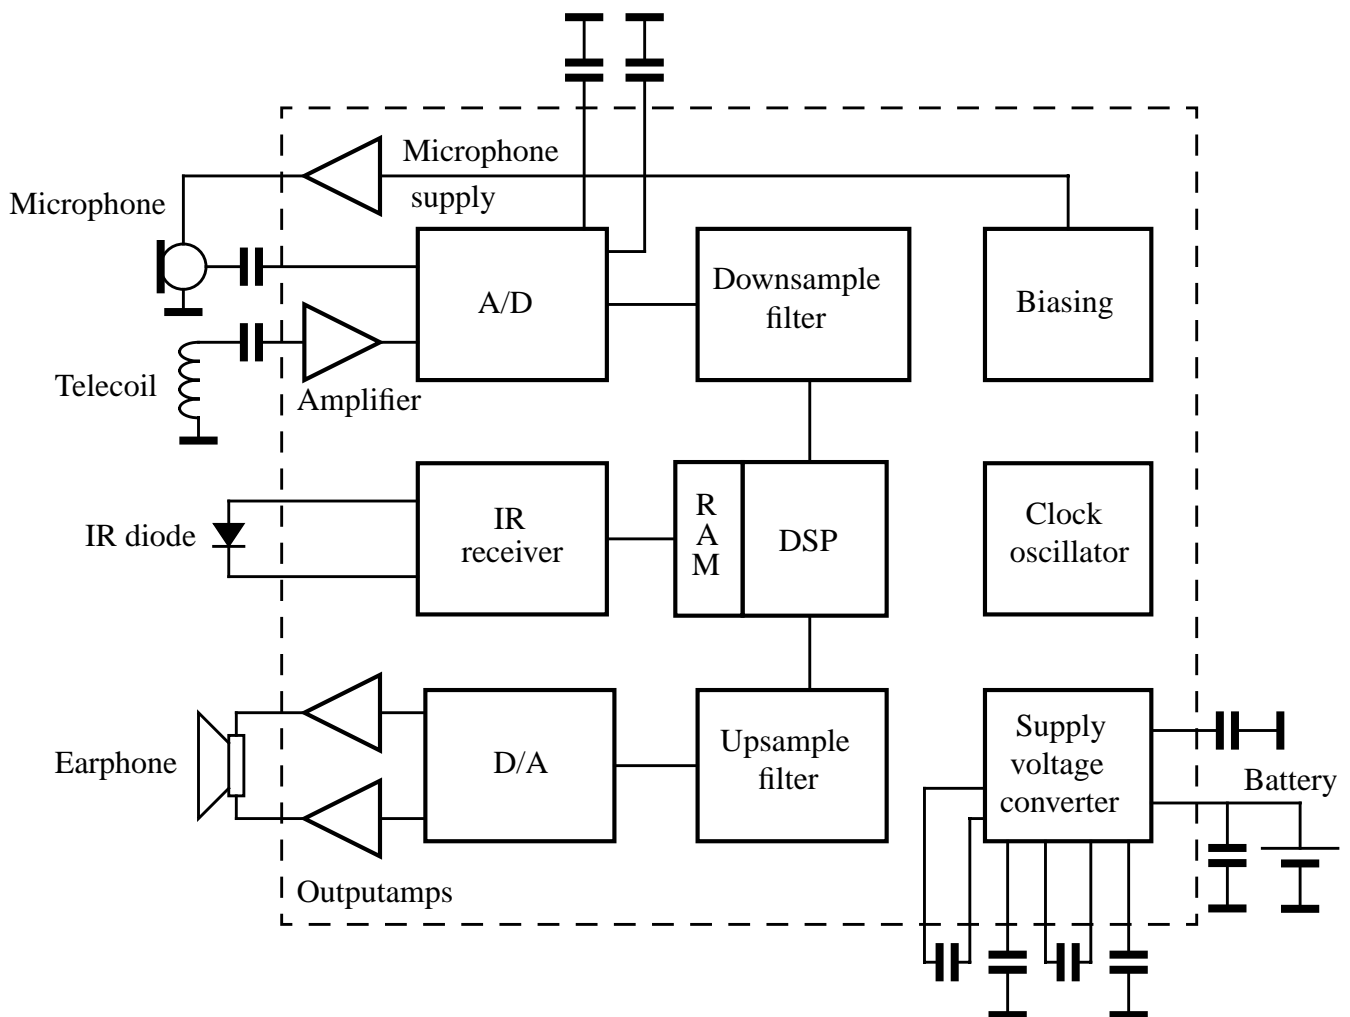 Microphone
supply
Microphone
A/D
Downsample
filter
Biasing
Telecoil
Amplifier
IR diode
IR
receiver
R
A
M
DSP
Clock
oscillator
Earphone
D/A
Upsample
filter
Supply
voltage
converter
Battery
Outputamps